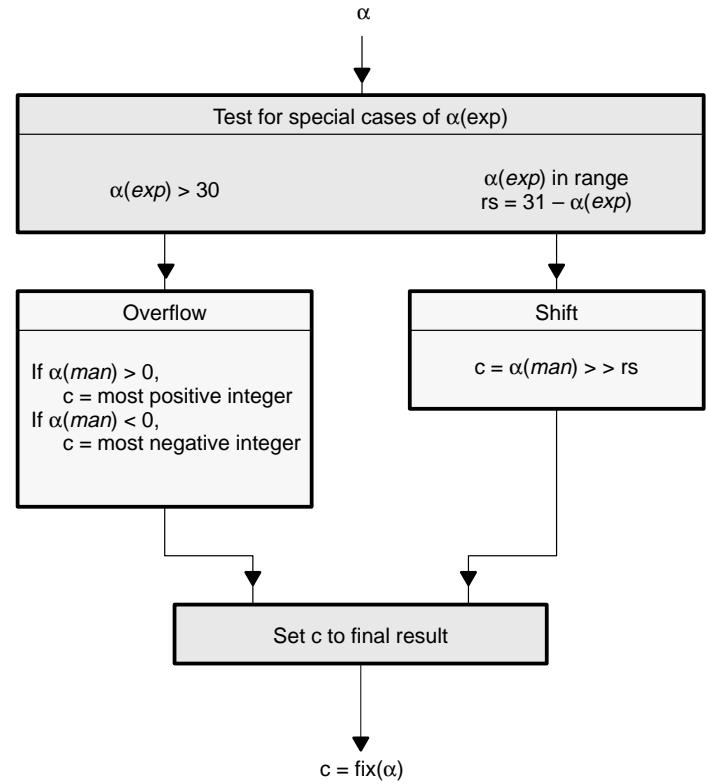 α
Test for special cases of α(exp)
α(exp) > 30
α(exp) in range
rs = 31 – α(exp)
Overflow
If α(man) > 0,
c = most positive integer
If α(man) < 0,
c = most negative integer
Shift
c = α(man) > > rs
Set c to final result
c = fix(α)